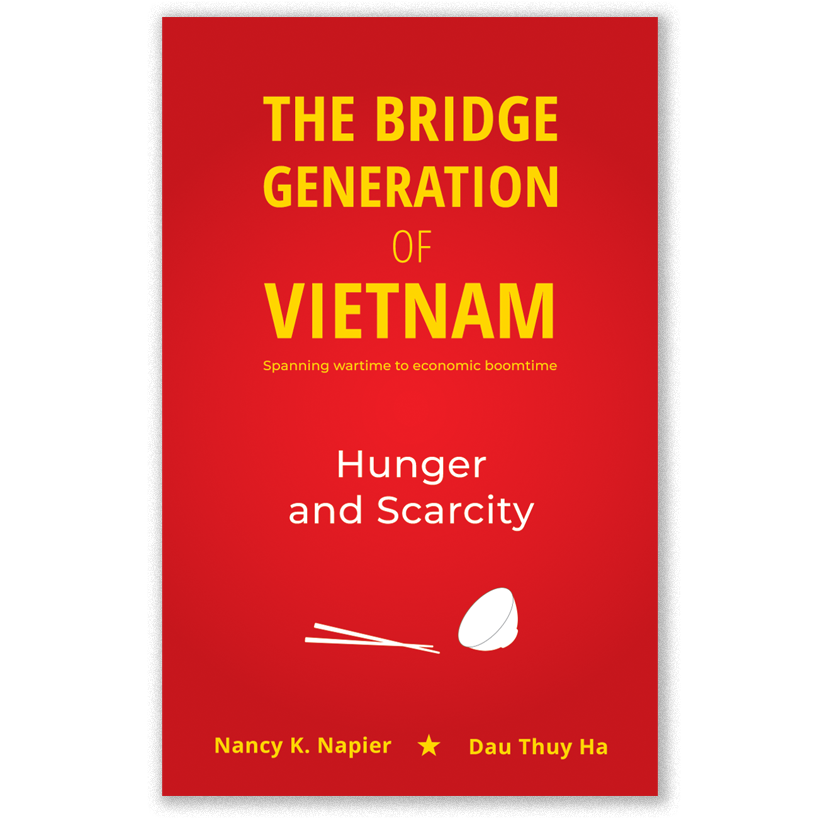 THE BRIDGE
GENERATION
OF
VIETNAM
Spanning wartime to economic boomtime
Hunger
and Scarcity
Nancy K. Napier ★ Dau Thuy Ha